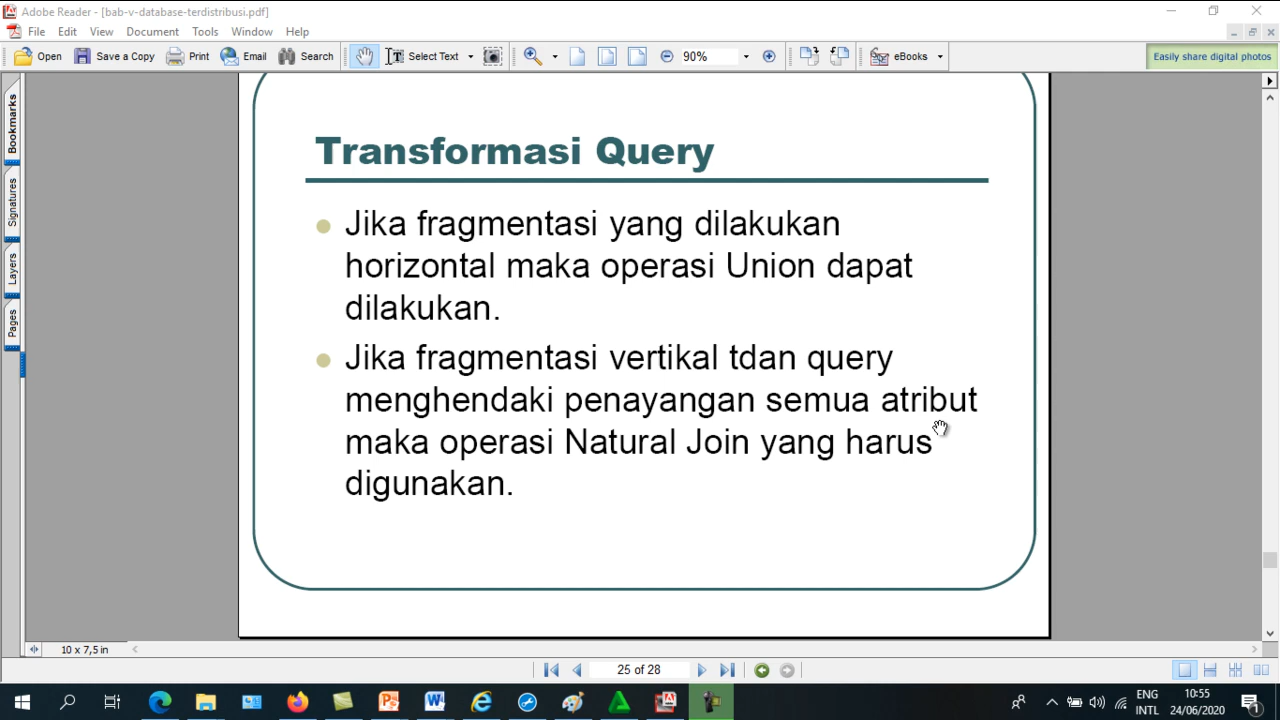 Adobe Reader - [bab-v-database-terdistribusi.pdf]
File Edit View Document Tools Window Help
Open Save a Copy Print Email Search Select Text 90% eBooks Easily share digital photos
Bookmarks
Signatures
Layers
Pages
Transformasi Query
Jika fragmentasi yang dilakukan
horizontal maka operasi Union dapat
dilakukan.
Jika fragmentasi vertikal tdan query
menghendaki penayangan semua atribut
maka operasi Natural Join yang harus
digunakan.
10 x 7,5 in
25 of 28
ENG 10:55
INTL 24/06/2020